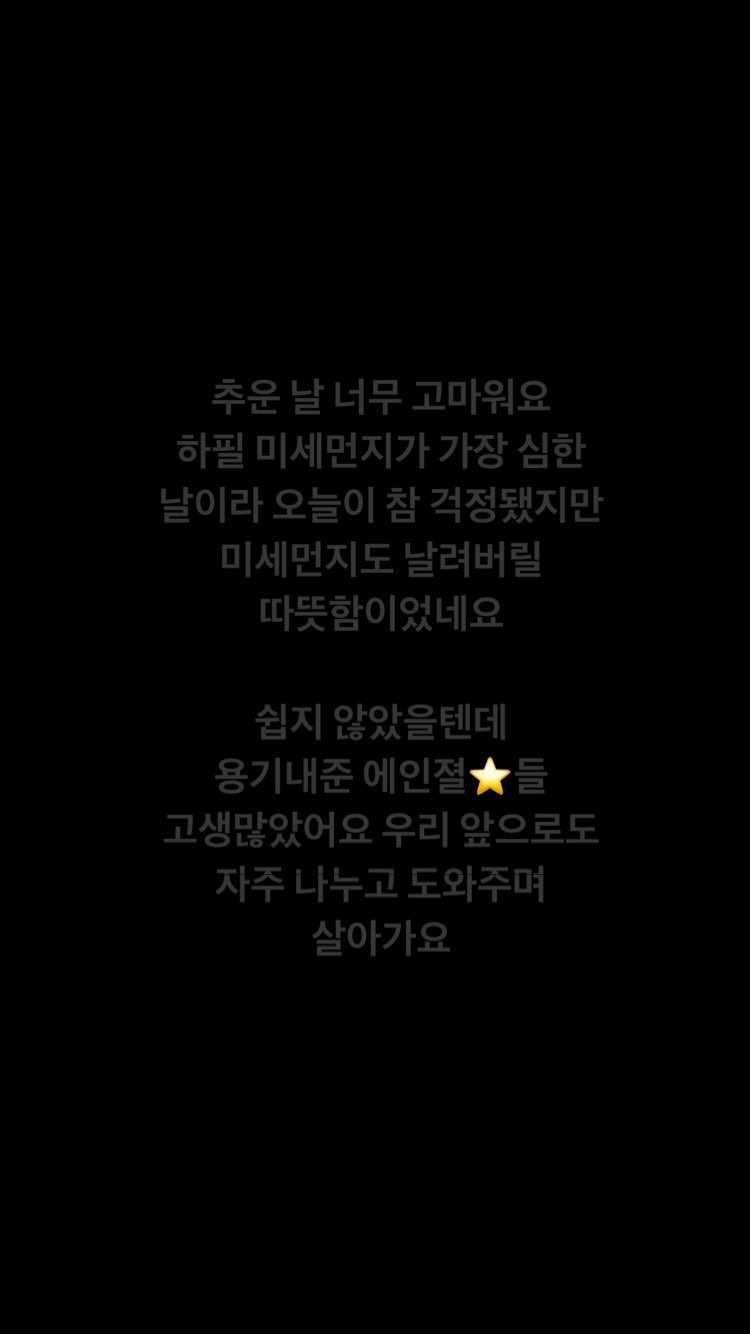 추운 날 너무 고마워요
하필 미세먼지가 가장 심한
날이라 오늘이 참 걱정됐지만
미세먼지도 날려버릴
따뜻함이었네요
쉽지 않았을텐데
용기내준 에인졀⭐들
고생많았어요 우리 앞으로도
자주 나누고 도와주며
살아가요